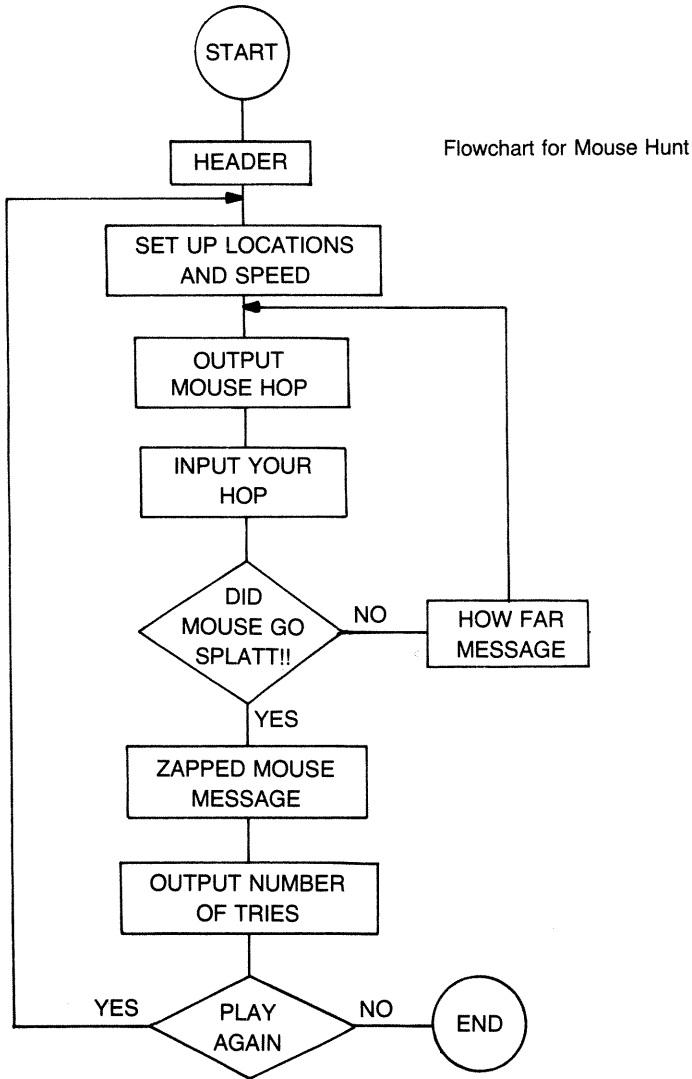 START
Flowchart for Mouse Hunt
HEADER
SET UP LOCATIONS
AND SPEED
OUTPUT
MOUSE HOP
INPUT YOUR
HOP
DID
MOUSE GO
SPLATT!!
NO
HOW FAR
MESSAGE
YES
ZAPPED MOUSE
MESSAGE
OUTPUT NUMBER
OF TRIES
YES
PLAY
AGAIN
NO
END